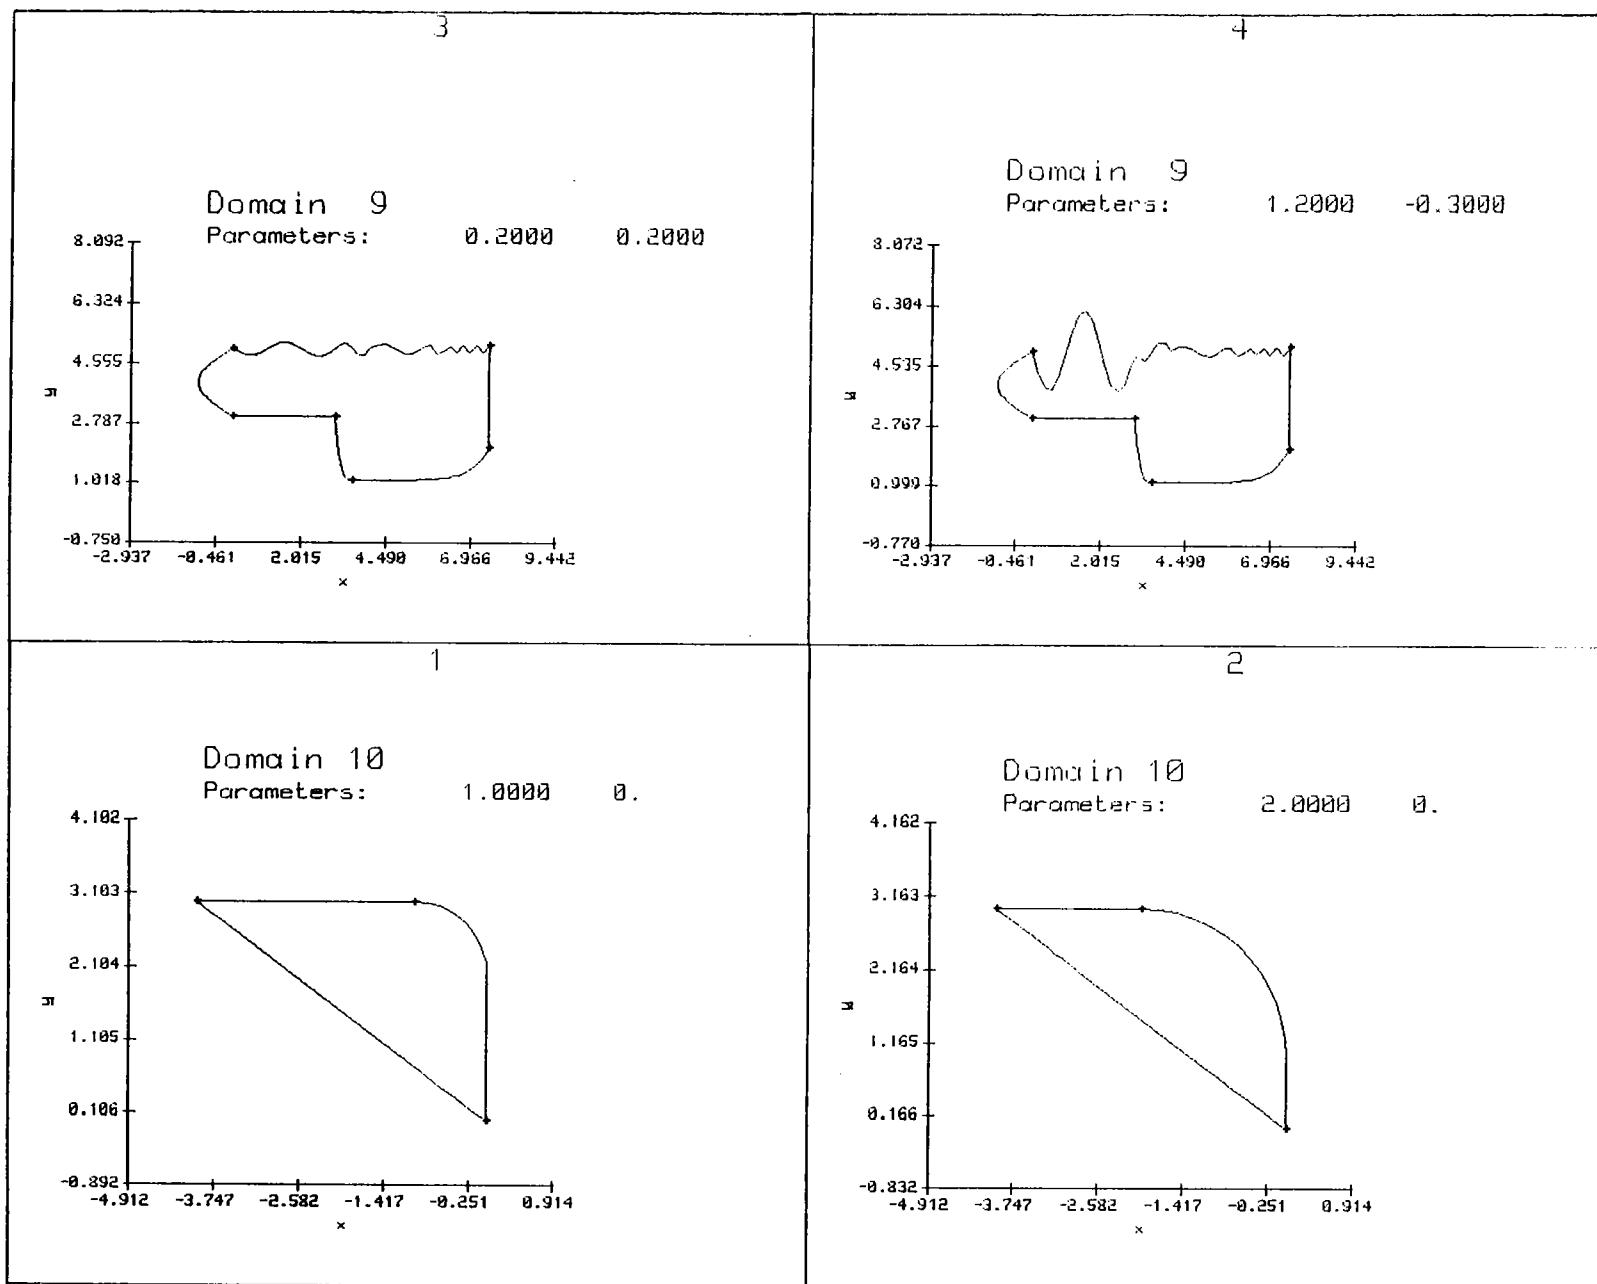 3
Domain 9
Parameters: 0.2000 0.2000
8.092
6.324
4.555
2.787
1.018
-0.750
y
-2.937 -0.461 2.015 4.490 6.966 9.442
x
4
Domain 9
Parameters: 1.2000 -0.3000
8.072
6.304
4.535
2.767
0.999
-0.770
y
-2.937 -0.461 2.015 4.490 6.966 9.442
x
1
Domain 10
Parameters: 1.0000 0.
4.102
3.103
2.104
1.105
0.106
-0.892
y
-4.912 -3.747 -2.582 -1.417 -0.251 0.914
x
2
Domain 10
Parameters: 2.0000 0.
4.162
3.163
2.164
1.165
0.166
-0.832
y
-4.912 -3.747 -2.582 -1.417 -0.251 0.914
x